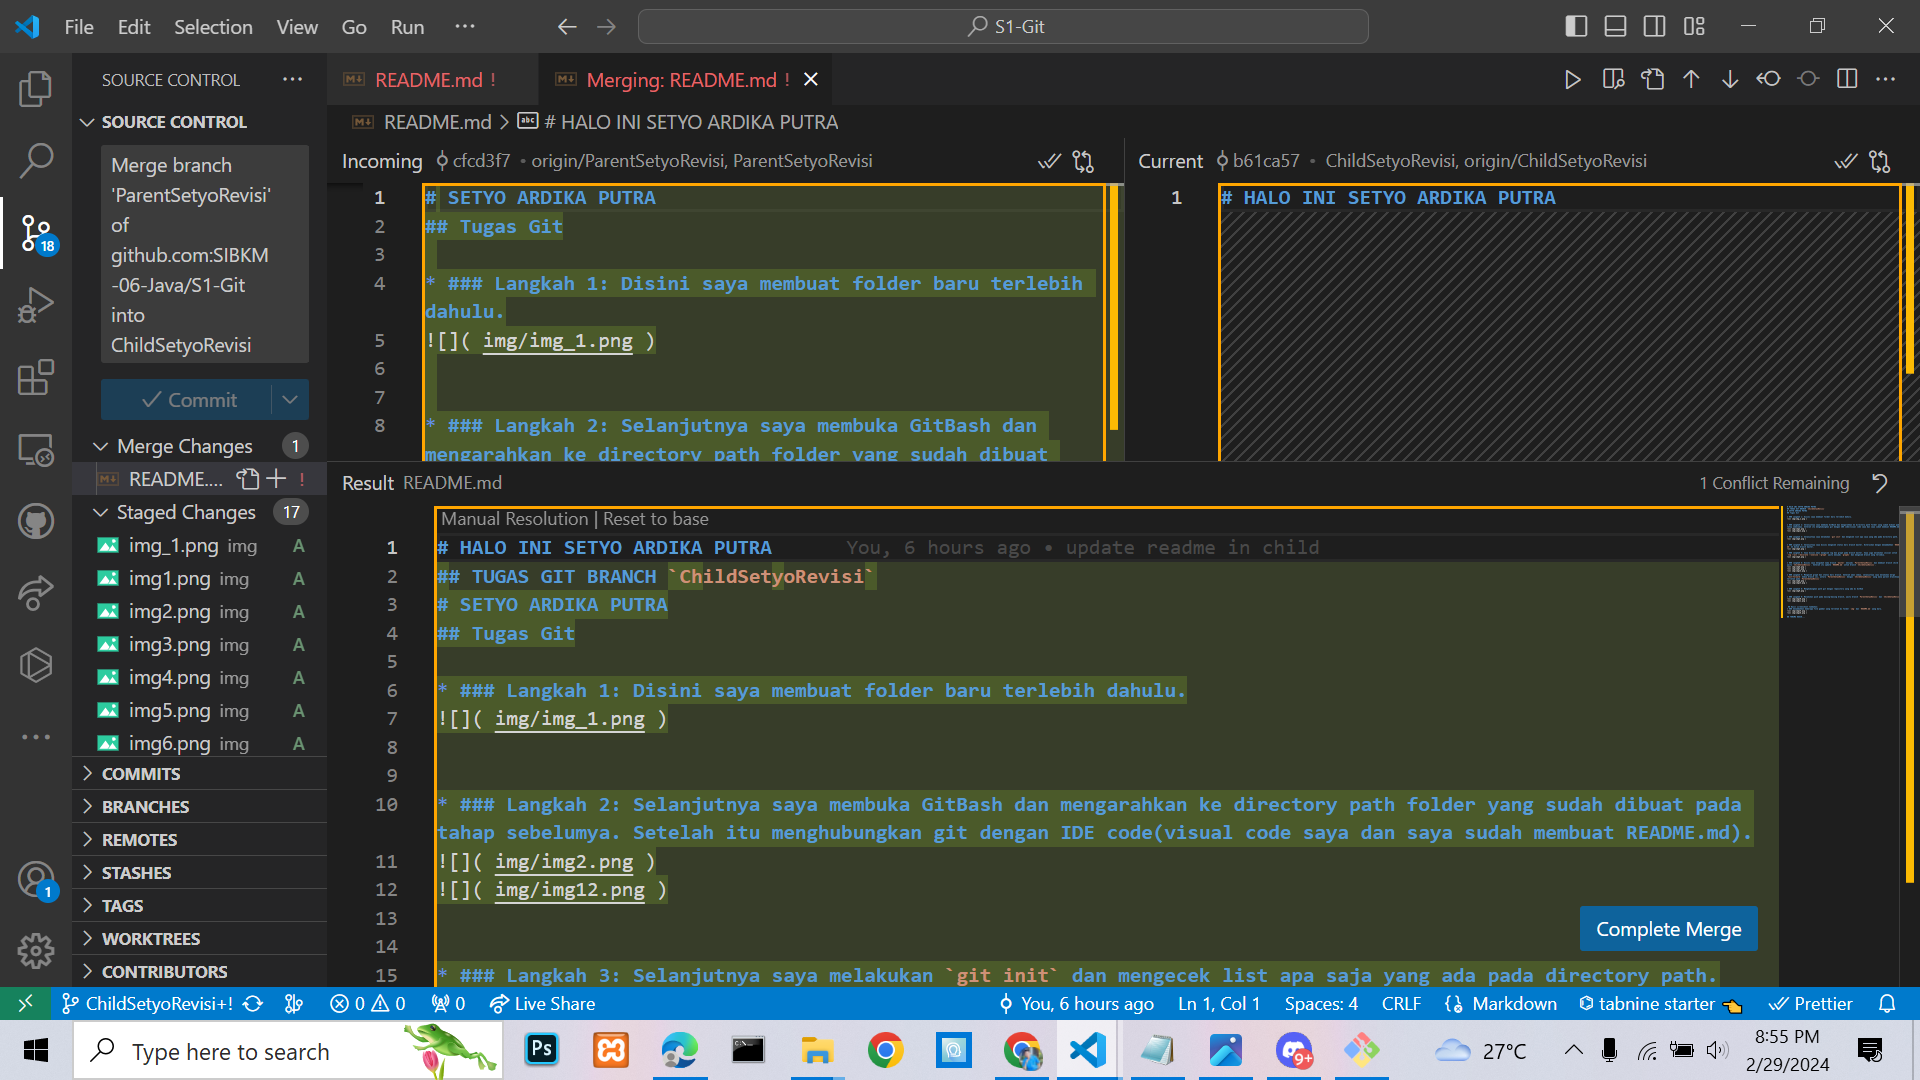 File Edit Selection View Go Run ··· S1-Git
SOURCE CONTROL ···
README.md !
Merging: README.md !
SOURCE CONTROL
README.md > # HALO INI SETYO ARDIKA PUTRA
Merge branch
'ParentSetyoRevisi'
of
github.com:SIBKM
-06-Java/S1-Git
into
ChildSetyoRevisi
18
Commit
Merge Changes 1
README.... !
Staged Changes 17
img_1.png img A
img1.png img A
img2.png img A
img3.png img A
img4.png img A
img5.png img A
img6.png img A
COMMITS
BRANCHES
REMOTES
STASHES
TAGS
WORKTREES
CONTRIBUTORS
1
Incoming cfcd3f7 • origin/ParentSetyoRevisi, ParentSetyoRevisi
1 # SETYO ARDIKA PUTRA
2 ## Tugas Git
3
4 * ### Langkah 1: Disini saya membuat folder baru terlebih
dahulu.
5 ![]( img/img_1.png )
6
7
8 * ### Langkah 2: Selanjutnya saya membuka GitBash dan
mengarahkan ke directory path folder yang sudah dibuat
Current b61ca57 • ChildSetyoRevisi, origin/ChildSetyoRevisi
1 # HALO INI SETYO ARDIKA PUTRA
Result README.md 1 Conflict Remaining
Manual Resolution | Reset to base
1 # HALO INI SETYO ARDIKA PUTRA You, 6 hours ago • update readme in child
2 ## TUGAS GIT BRANCH `ChildSetyoRevisi`
3 # SETYO ARDIKA PUTRA
4 ## Tugas Git
5
6 * ### Langkah 1: Disini saya membuat folder baru terlebih dahulu.
7 ![]( img/img_1.png )
8
9
10 * ### Langkah 2: Selanjutnya saya membuka GitBash dan mengarahkan ke directory path folder yang sudah dibuat pada
tahap sebelumya. Setelah itu menghubungkan git dengan IDE code(visual code saya dan saya sudah membuat README.md).
11 ![]( img/img2.png )
12 ![]( img/img12.png )
13
14
15 * ### Langkah 3: Selanjutnya saya melakukan `git init` dan mengecek list apa saja yang ada pada directory path.
Complete Merge
ChildSetyoRevisi+! 0 0 0 Live Share You, 6 hours ago Ln 1, Col 1 Spaces: 4 CRLF Markdown tabnine starter Prettier
Type here to search
Ps
9+
27°C
8:55 PM
2/29/2024